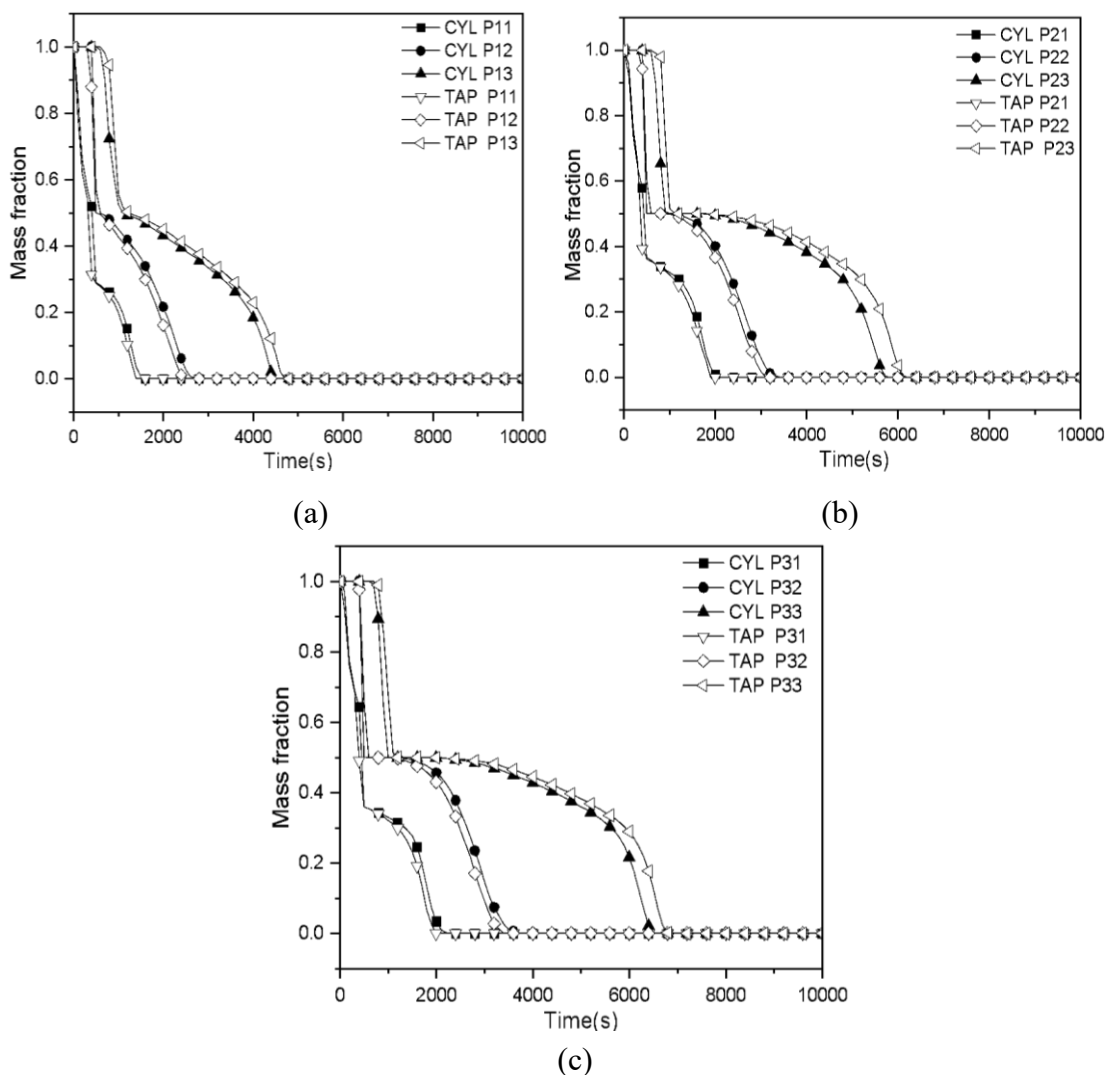 CYL P11
CYL P12
CYL P13
TAP P11
TAP P12
TAP P13
1.0
0.8
0.6
0.4
0.2
0.0
Mass fraction
0 2000 4000 6000 8000 10000
Time(s)
(a)
CYL P21
CYL P22
CYL P23
TAP P21
TAP P22
TAP P23
1.0
0.8
0.6
0.4
0.2
0.0
Mass fraction
0 2000 4000 6000 8000 10000
Time(s)
(b)
CYL P31
CYL P32
CYL P33
TAP P31
TAP P32
TAP P33
1.0
0.8
0.6
0.4
0.2
0.0
Mass fraction
0 2000 4000 6000 8000 10000
Time(s)
(c)